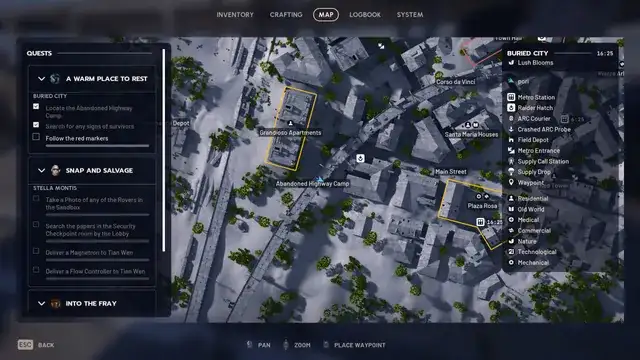 INVENTORY
CRAFTING
MAP
LOGBOOK
SYSTEM
QUESTS
A WARM PLACE TO REST
BURIED CITY
Locate the Abandoned Highway
Camp
Search for any signs of survivors
Follow the red markers
SNAP AND SALVAGE
STELLA MONTIS
Take a Photo of any of the Rovers in
the Sandbox
Search the papers in the Security
Checkpoint room by the Lobby
Deliver a Magnetron to Tian Wen
Deliver a Flow Controller to Tian Wen
INTO THE FRAY
Depot
Grandioso Apartments
Abandoned Highway Camp
Corso da Vinci
Santa Maria Houses
Main Street
Plaza Rosa
16:25
Town Hall
BURIED CITY
16:25
Lush Blooms
pori
Metro Station
Raider Hatch
ARC Courier
Crashed ARC Probe
Field Depot
Metro Entrance
Supply Call Station
Supply Drop
Waypoint
Residential
Old World
Medical
Commercial
Nature
Technological
Mechanical
ESC
BACK
PAN
ZOOM
PLACE WAYPOINT